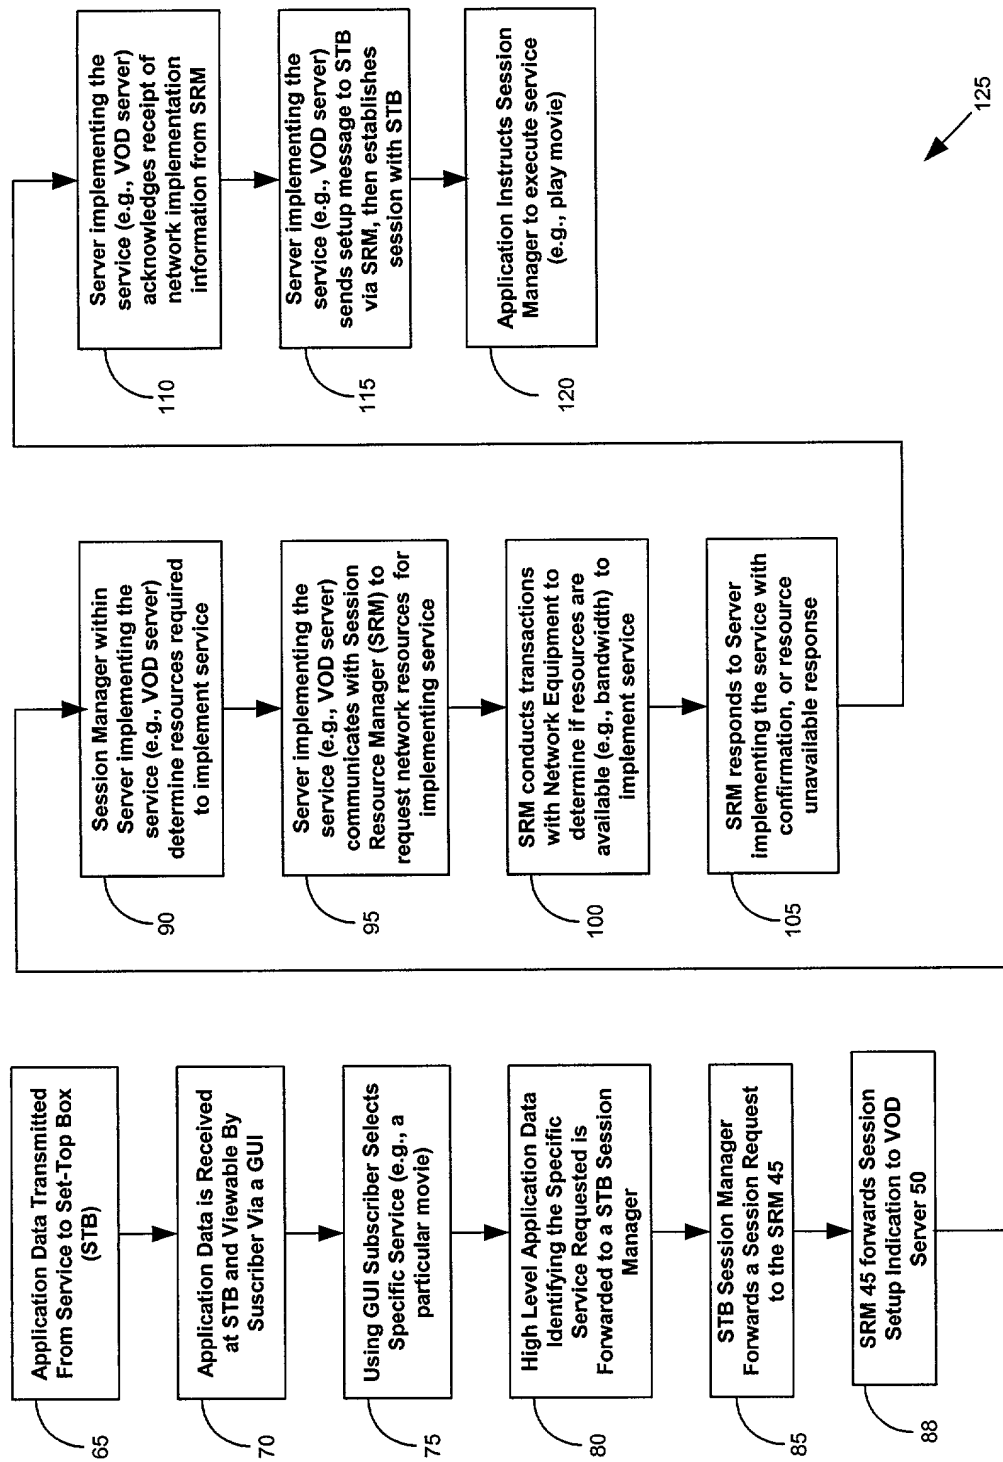 Application Data Transmitted
From Service to Set-Top Box
(STB)
65
Application Data is Received
at STB and Viewable By
Suscriber Via a GUI
70
Using GUI Subscriber Selects
Specific Service (e.g., a
particular movie)
75
High Level Application Data
Identifying the Specific
Service Requested is
Forwarded to a STB Session
Manager
80
STB Session Manager
Forwards a Session Request
to the SRM 45
85
SRM 45 forwards Session
Setup Indication to VOD
Server 50
88
Session Manager within
Server implementing the
service (e.g., VOD server)
determine resources required
to implement service
90
Server implementing the
service (e.g., VOD server)
communicates with Session
Resource Manager (SRM) to
request network resources for
implementing service
95
SRM conducts transactions
with Network Equipment to
determine if resources are
available (e.g., bandwidth) to
implement service
100
SRM responds to Server
implementing the service with
confirmation, or resource
unavailable response
105
Server implementing the
service (e.g., VOD server)
acknowledges receipt of
network implementation
information from SRM
110
Server implementing the
service (e.g., VOD server)
sends setup message to STB
via SRM, then establishes
session with STB
115
Application Instructs Session
Manager to execute service
(e.g., play movie)
120
125